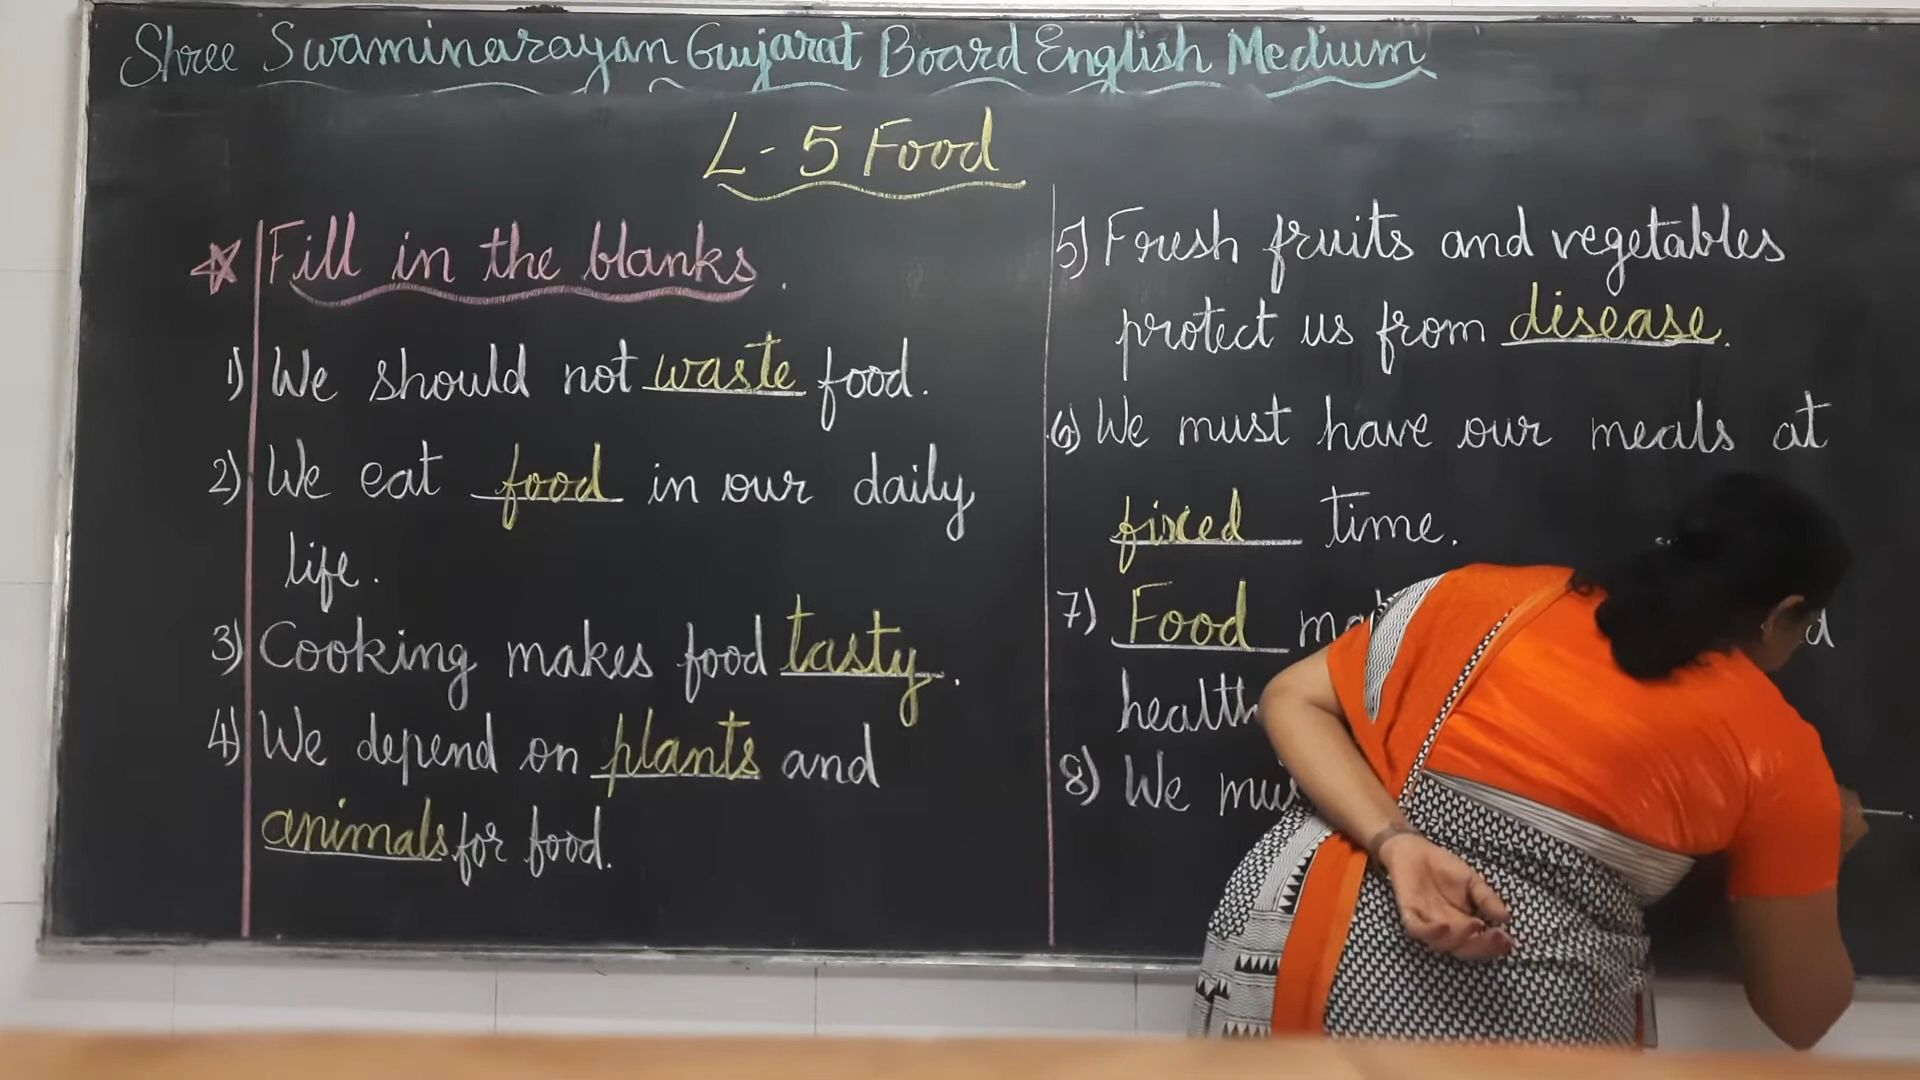 Shree Swaminarayan Gujarat Board English Medium
L - 5 Food
Fill in the blanks.
1) We should not waste food.
2) We eat food in our daily
life.
3) Cooking makes food tasty.
4) We depend on plants and
animals for food.
5) Fresh fruits and vegetables
protect us from disease.
6) We must have our meals at
fixed time.
7) Food
8) We